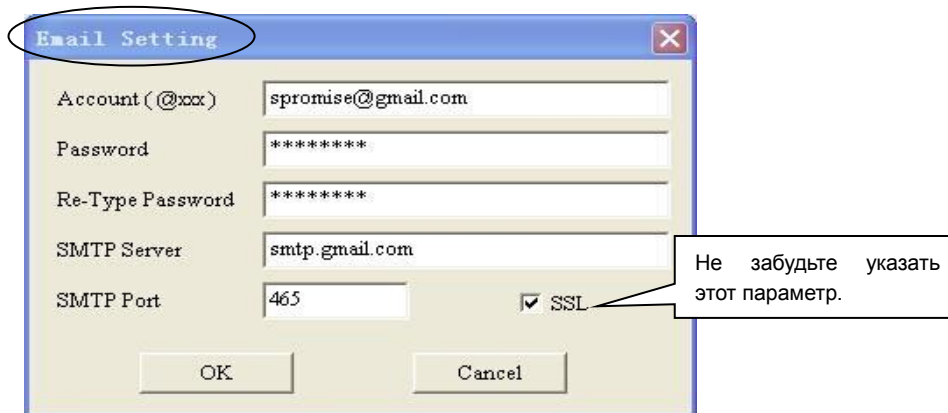 Email Setting
Account (@xxx) spromise@gmail.com
Password ********
Re-Type Password ********
SMTP Server smtp.gmail.com
SMTP Port 465 SSL
Не забудьте указать
этот параметр.
OK Cancel